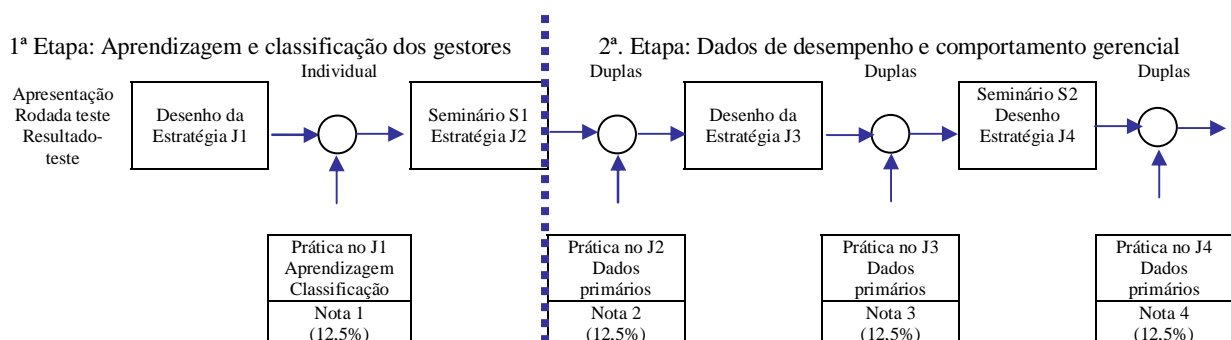 1ª Etapa: Aprendizagem e classificação dos gestores
2ª. Etapa: Dados de desempenho e comportamento gerencial
Individual
Duplas
Duplas
Duplas
Apresentação
Rodada teste
Resultado-
teste
Desenho da
Estratégia J1
Seminário S1
Estratégia J2
Desenho da
Estratégia J3
Seminário S2
Desenho
Estratégia J4
Prática no J1
Aprendizagem
Classificação
Nota 1
(12,5%)
Prática no J2
Dados
primários
Nota 2
(12,5%)
Prática no J3
Dados
primários
Nota 3
(12,5%)
Prática no J4
Dados
primários
Nota 4
(12,5%)